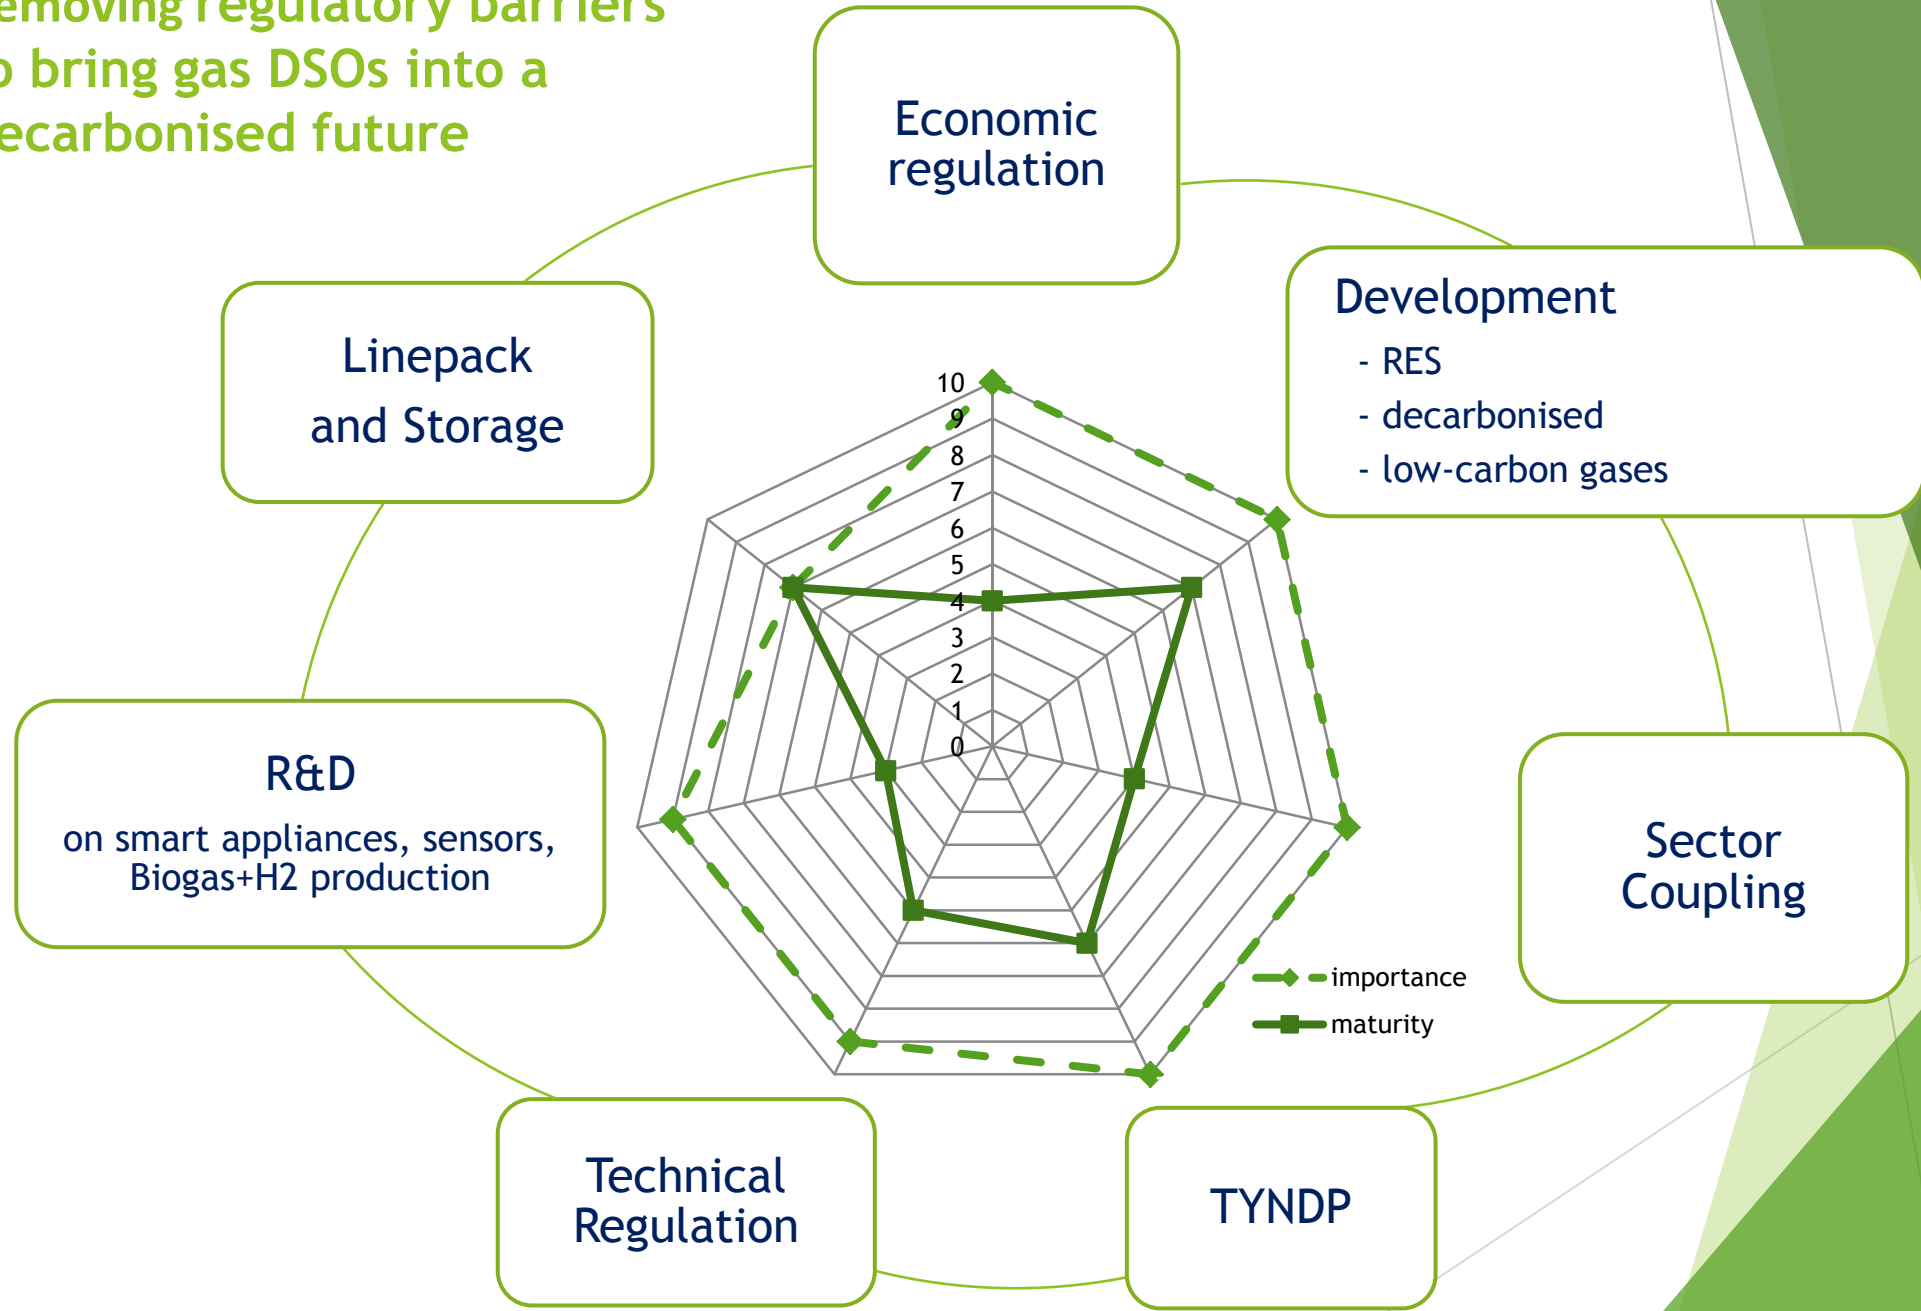 emoving regulatory barriers
o bring gas DSOs into a
ecarbonised future
Economic
regulation
Development
- RES
- decarbonised
- low-carbon gases
Linepack
and Storage
10
9
8
7
6
5
4
3
2
1
0
R&D
on smart appliances, sensors,
Biogas+H2 production
Sector
Coupling
importance
maturity
Technical
Regulation
TYNDP